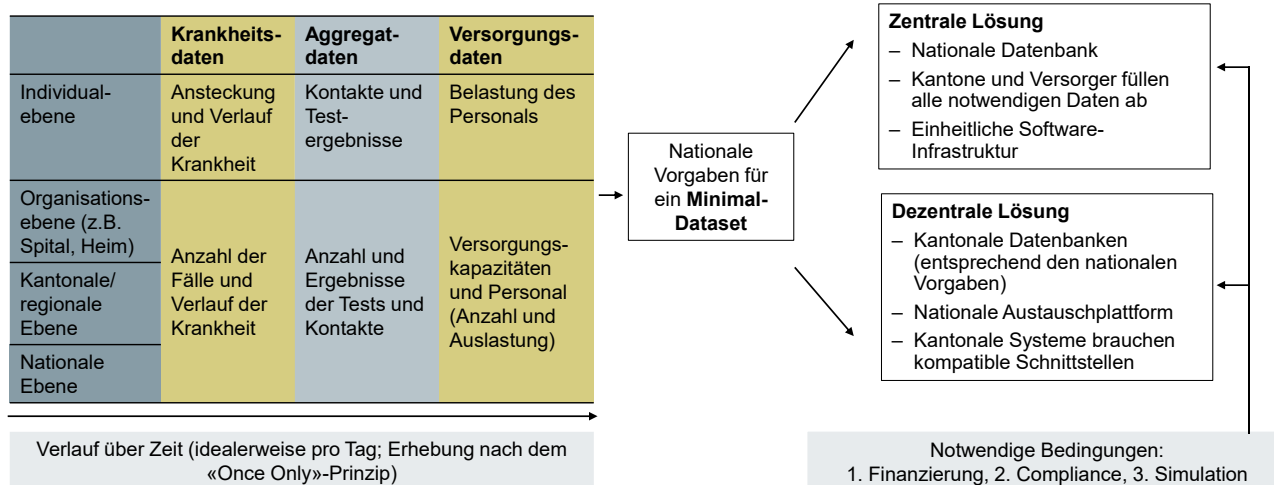 Krankheits-
daten
Aggregat-
daten
Versorgungs-
daten
Individual-
ebene
Ansteckung
und Verlauf
der
Krankheit
Kontakte und
Test-
ergebnisse
Belastung des
Personals
Organisations-
ebene (z.B.
Spital, Heim)
Kantonale/
regionale
Ebene
Nationale
Ebene
Anzahl der
Fälle und
Verlauf der
Krankheit
Anzahl und
Ergebnisse
der Tests und
Kontakte
Versorgungs-
kapazitäten
und Personal
(Anzahl und
Auslastung)
Verlauf über Zeit (idealerweise pro Tag; Erhebung nach dem
«Once Only»-Prinzip)
Nationale
Vorgaben für
ein Minimal-
Dataset
Zentrale Lösung
– Nationale Datenbank
– Kantone und Versorger füllen
alle notwendigen Daten ab
– Einheitliche Software-
Infrastruktur
Dezentrale Lösung
– Kantonale Datenbanken
(entsprechend den nationalen
Vorgaben)
– Nationale Austauschplattform
– Kantonale Systeme brauchen
kompatible Schnittstellen
Notwendige Bedingungen:
1. Finanzierung, 2. Compliance, 3. Simulation